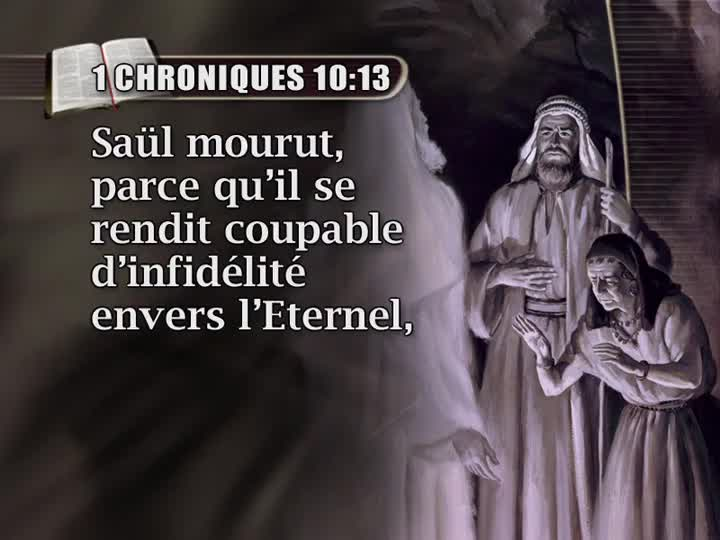 1 CHRONIQUES 10:13
Saül mourut,
parce qu’il se
rendit coupable
d’infidélité
envers l’Eternel,